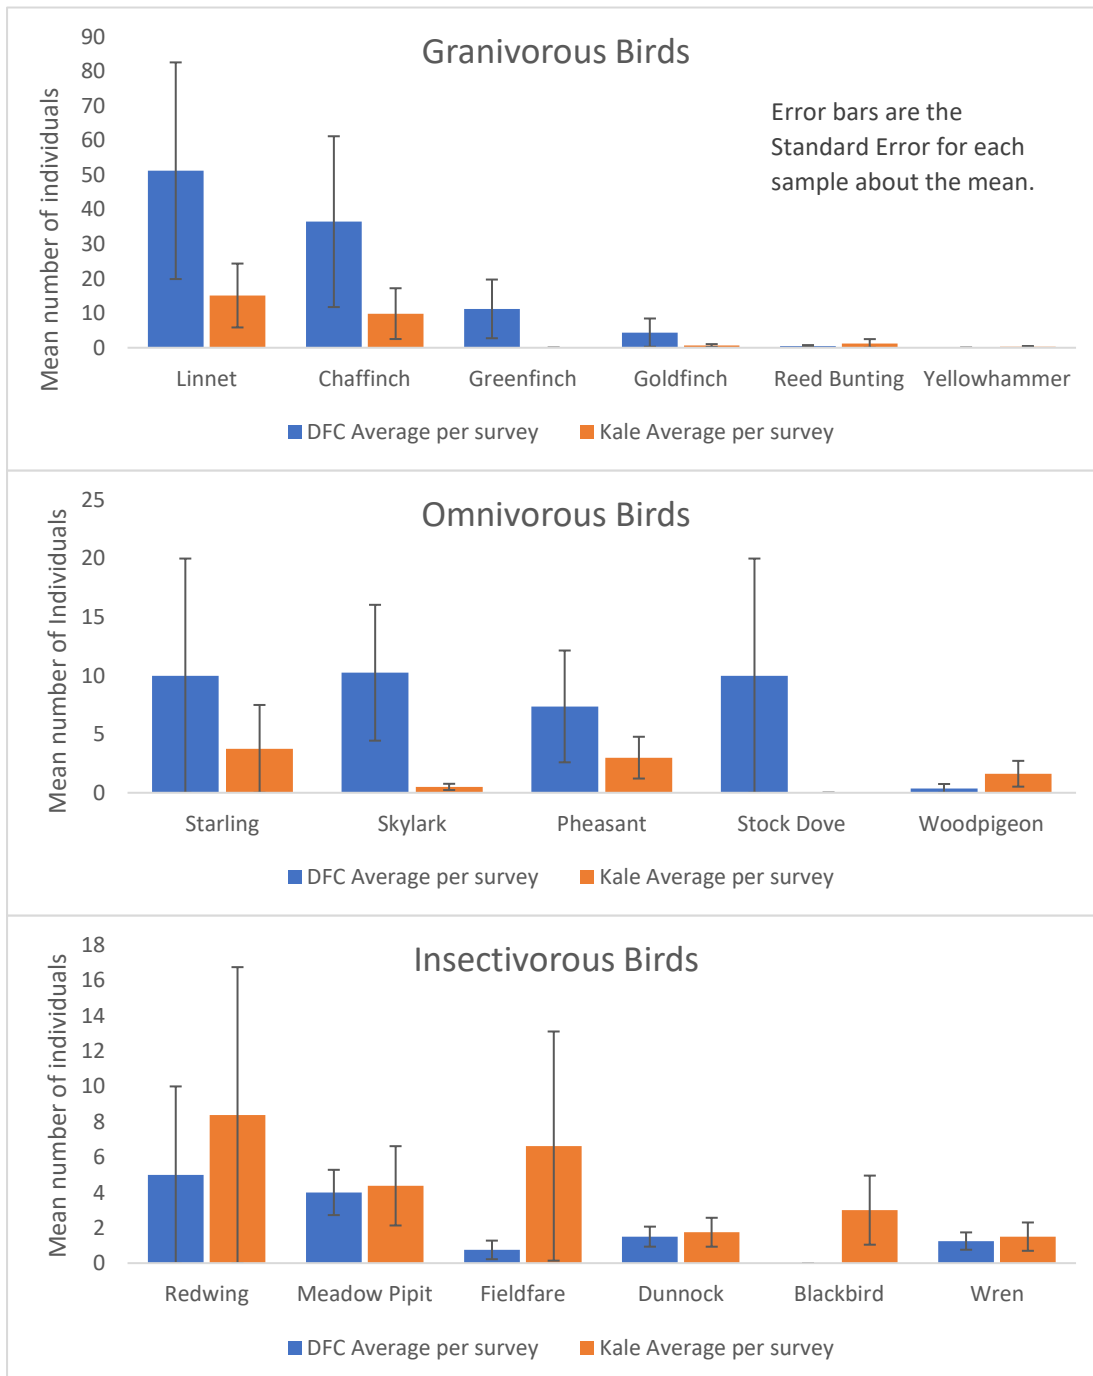 Granivorous Birds
Error bars are the
Standard Error for each
sample about the mean.
Mean number of individuals
90
80
70
60
50
40
30
20
10
0
Linnet Chaffinch Greenfinch Goldfinch Reed Bunting Yellowhammer
DFC Average per survey Kale Average per survey
Omnivorous Birds
Mean number of Individuals
25
20
15
10
5
0
Starling Skylark Pheasant Stock Dove Woodpigeon
DFC Average per survey Kale Average per survey
Insectivorous Birds
Mean number of individuals
18
16
14
12
10
8
6
4
2
0
Redwing Meadow Pipit Fieldfare Dunnock Blackbird Wren
DFC Average per survey Kale Average per survey